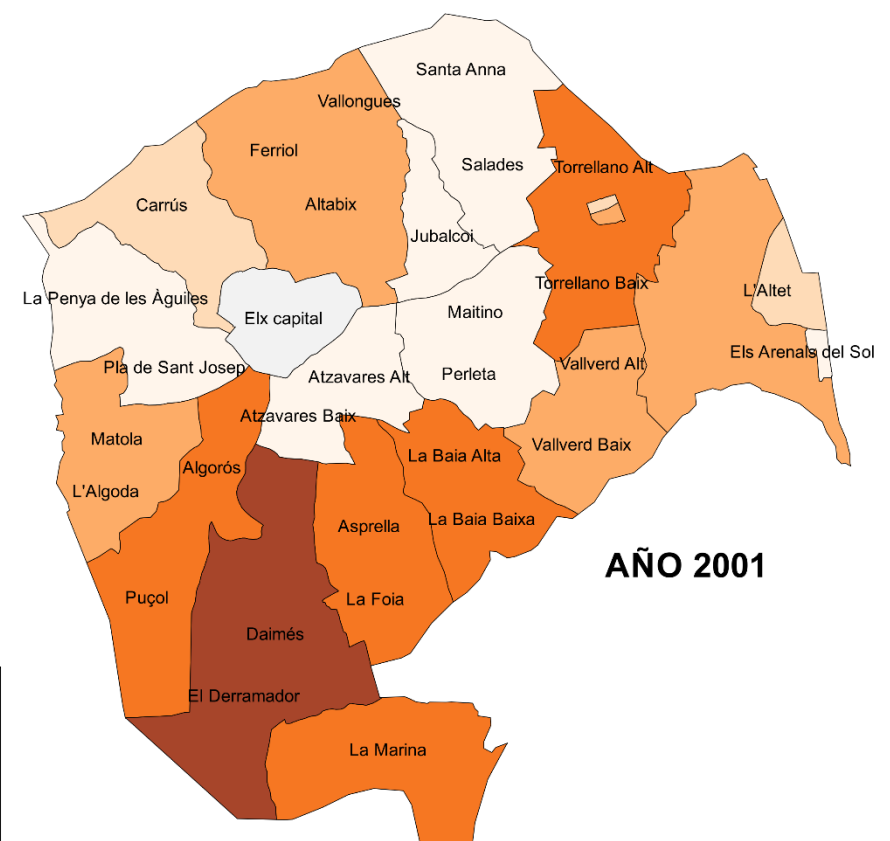 Santa Anna
Vallongues
Ferriol
Salades
Torrellano Alt
Carrús
Altabix
Jubalcoi
Torrellano Baix
L'Altet
La Penya de les Àguiles
Elx capital
Maitino
Els Arenals del Sol
Pla de Sant Josep
Atzavares Alt
Perleta
Vallverd Alt
Atzavares Baix
Matola
Vallverd Baix
La Baia Alta
Algorós
L'Algoda
Asprella
La Baia Baixa
AÑO 2001
Puçol
La Foia
Daimés
El Derramador
La Marina